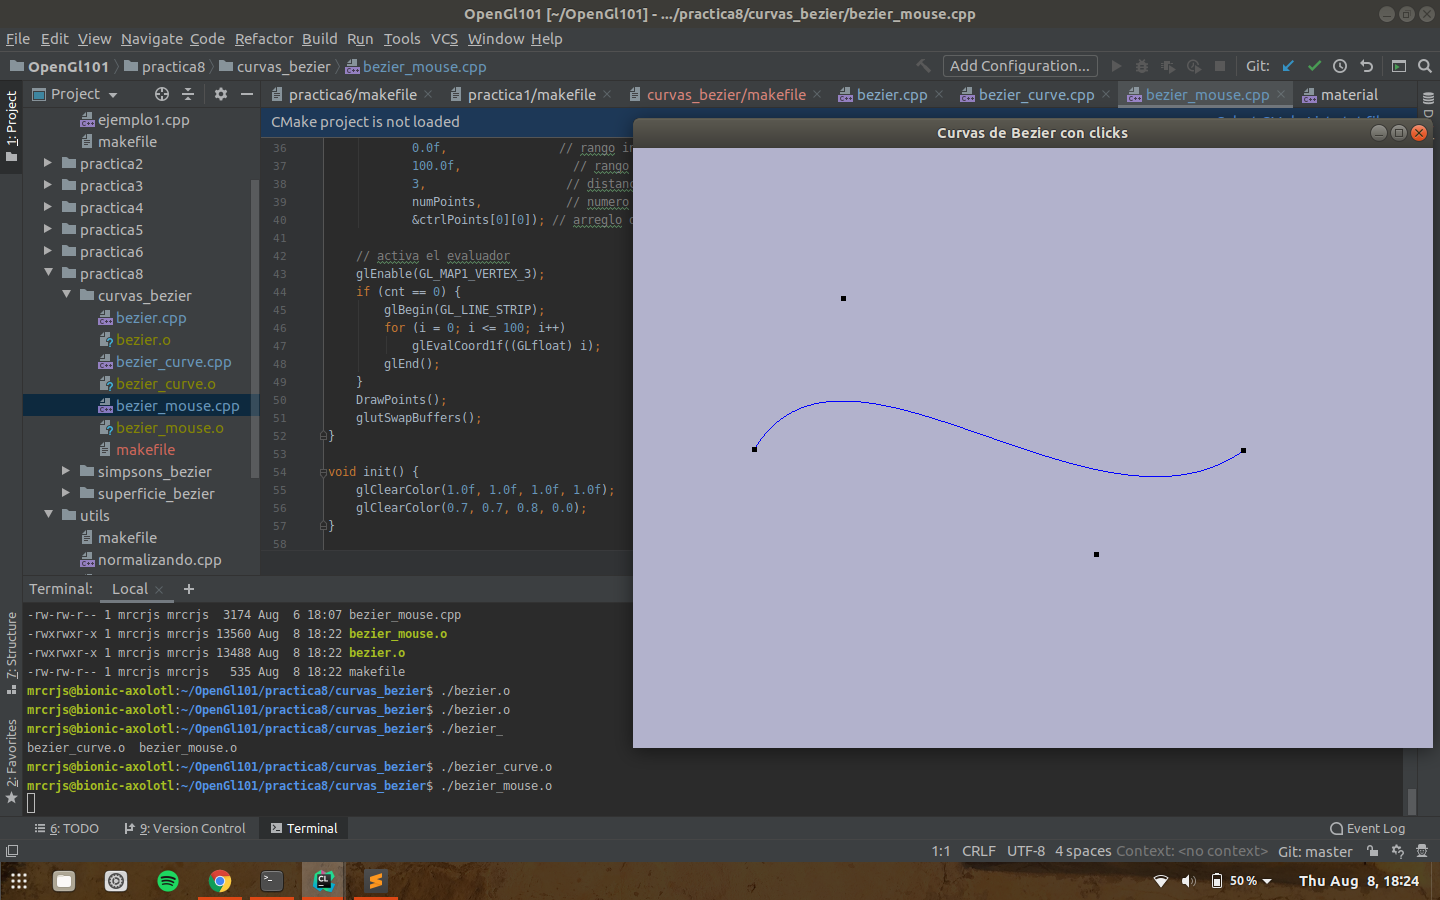 OpenGl101 [~/OpenGl101] - .../practica8/curvas_bezier/bezier_mouse.cpp
File Edit View Navigate Code Refactor Build Run Tools VCS Window Help
OpenGl101 practica8 curvas_bezier bezier_mouse.cpp
Add Configuration...
Git:
1: Project
Project
practica6/makefile
practica1/makefile
curvas_bezier/makefile
bezier.cpp
bezier_curve.cpp
bezier_mouse.cpp
material
ejemplo1.cpp
makefile
practica2
practica3
practica4
practica5
practica6
practica8
curvas_bezier
bezier.cpp
bezier.o
bezier_curve.cpp
bezier_curve.o
bezier_mouse.cpp
bezier_mouse.o
makefile
simpsons_bezier
superficie_bezier
utils
makefile
normalizando.cpp
CMake project is not loaded
36 0.0f, // rango in
37 100.0f, // rango
38 3, // distanc
39 numPoints, // numero
40 &ctrlPoints[0][0]); // arreglo
41
42 // activa el evaluador
43 glEnable(GL_MAP1_VERTEX_3);
44 if (cnt == 0) {
45 glBegin(GL_LINE_STRIP);
46 for (i = 0; i <= 100; i++)
47 glEvalCoord1f((GLfloat) i);
48 glEnd();
49 }
50 DrawPoints();
51 glutSwapBuffers();
52 }
53
54 void init() {
55 glClearColor(1.0f, 1.0f, 1.0f, 1.0f);
56 glClearColor(0.7, 0.7, 0.8, 0.0);
57 }
58
Curvas de Bezier con clicks
Terminal: Local
-rw-rw-r-- 1 mrcrjs mrcrjs 3174 Aug 6 18:07 bezier_mouse.cpp
-rwxrwxr-x 1 mrcrjs mrcrjs 13560 Aug 8 18:22 bezier_mouse.o
-rwxrwxr-x 1 mrcrjs mrcrjs 13488 Aug 8 18:22 bezier.o
-rw-rw-r-- 1 mrcrjs mrcrjs 535 Aug 8 18:22 makefile
mrcrjs@bionic-axolotl:~/OpenGl101/practica8/curvas_bezier$ ./bezier.o
mrcrjs@bionic-axolotl:~/OpenGl101/practica8/curvas_bezier$ ./bezier.o
mrcrjs@bionic-axolotl:~/OpenGl101/practica8/curvas_bezier$ ./bezier_
bezier_curve.o bezier_mouse.o
mrcrjs@bionic-axolotl:~/OpenGl101/practica8/curvas_bezier$ ./bezier_curve.o
mrcrjs@bionic-axolotl:~/OpenGl101/practica8/curvas_bezier$ ./bezier_mouse.o
7: Structure
2: Favorites
6: TODO 9: Version Control Terminal
Event Log
1:1 CRLF UTF-8 4 spaces Context: <no context> Git: master
50 % Thu Aug 8, 18:24